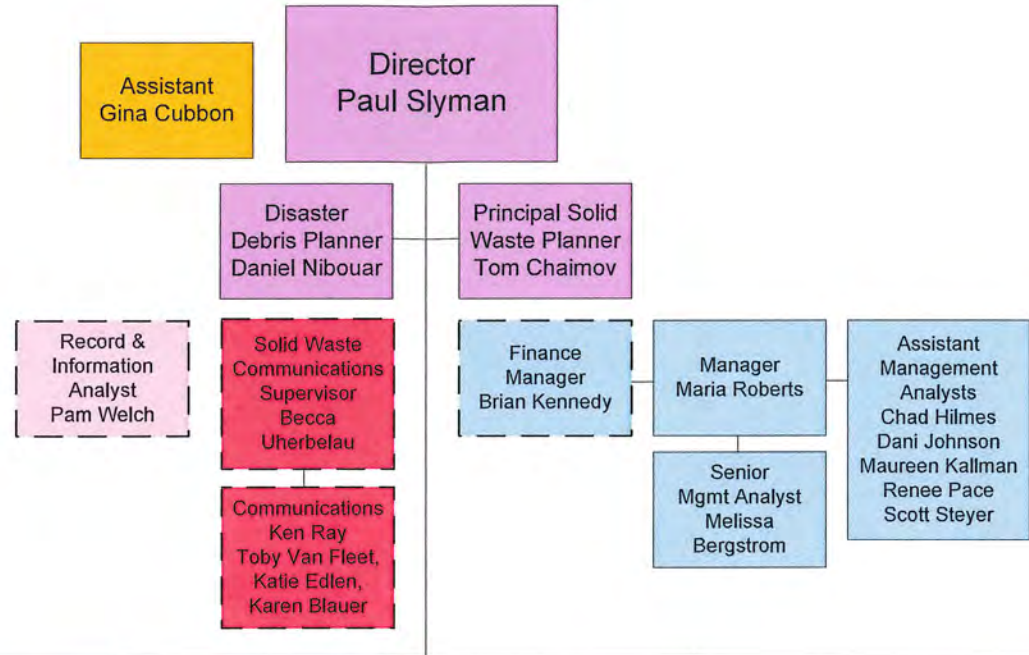 Director
Paul Slyman
Assistant
Gina Cubbon
Disaster
Debris Planner
Daniel Nibouar
Principal Solid
Waste Planner
Tom Chaimov
Record &
Information
Analyst
Pam Welch
Solid Waste
Communications
Supervisor
Becca
Uherbelau
Finance
Manager
Brian Kennedy
Manager
Maria Roberts
Assistant
Management
Analysts
Chad Hilmes
Dani Johnson
Maureen Kallman
Renee Pace
Scott Steyer
Communications
Ken Ray
Toby Van Fleet,
Katie Edlen,
Karen Blauer
Senior
Mgmt Analyst
Melissa
Bergstrom